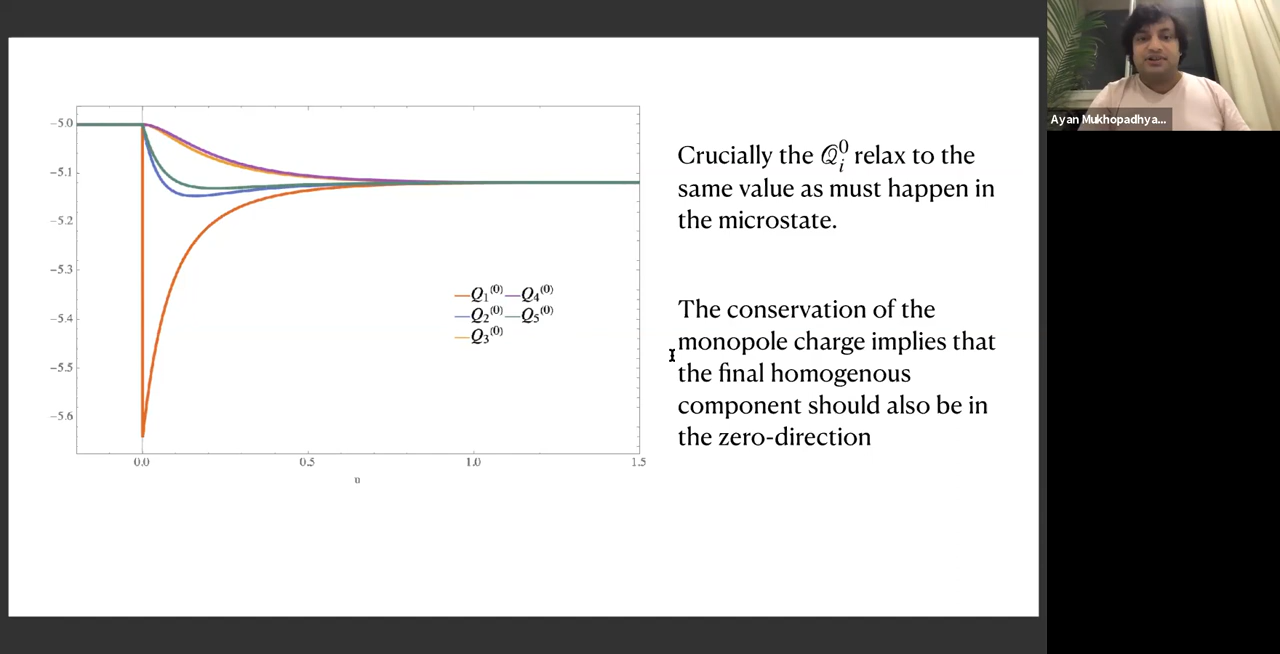 Ayan Mukhopadhya...
−5.0
−5.1
−5.2
−5.3
−5.4
−5.5
−5.6
0.0 0.5 1.0 1.5
u
Q₁⁽⁰⁾ Q₄⁽⁰⁾
Q₂⁽⁰⁾ Q₅⁽⁰⁾
Q₃⁽⁰⁾
Crucially the 𝒬ᵢ⁰ relax to the
same value as must happen in
the microstate.
The conservation of the
monopole charge implies that
the final homogenous
component should also be in
the zero-direction